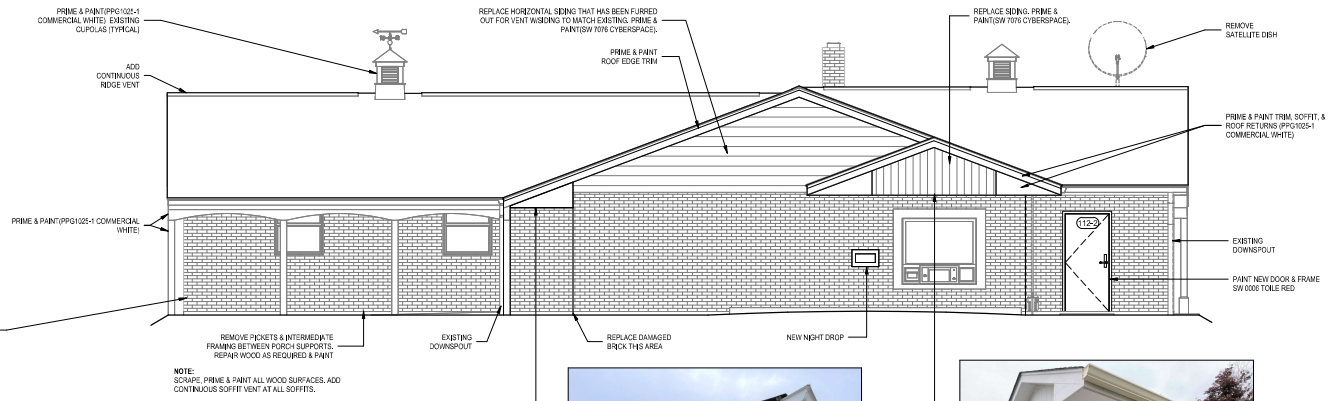 PRIME & PAINT(PPG1025-1
COMMERCIAL WHITE) EXISTING
CUPOLAS (TYPICAL)
REPLACE HORIZONTAL SIDING THAT HAS BEEN FURRED
OUT FOR VENT W/SIDING TO MATCH EXISTING. PRIME &
PAINT(SW 7076 CYBERSPACE).
REPLACE SIDING. PRIME &
PAINT(SW 7076 CYBERSPACE).
REMOVE
SATELLITE DISH
PRIME & PAINT
ROOF EDGE TRIM
ADD
CONTINUOUS
RIDGE VENT
PRIME & PAINT TRIM, SOFFIT, &
ROOF RETURNS (PPG1025-1
COMMERCIAL WHITE)
PRIME & PAINT(PPG1025-1 COMMERCIAL
WHITE)
112-2
EXISTING
DOWNSPOUT
PAINT NEW DOOR & FRAME
SW 0006 TOILE RED
REMOVE PICKETS & INTERMEDIATE
FRAMING BETWEEN PORCH SUPPORTS.
REPAIR WOOD AS REQUIRED & PAINT
EXISTING
DOWNSPOUT
REPLACE DAMAGED
BRICK THIS AREA
NEW NIGHT DROP
NOTE:
SCRAPE, PRIME & PAINT ALL WOOD SURFACES. ADD
CONTINUOUS SOFFIT VENT AT ALL SOFFITS.